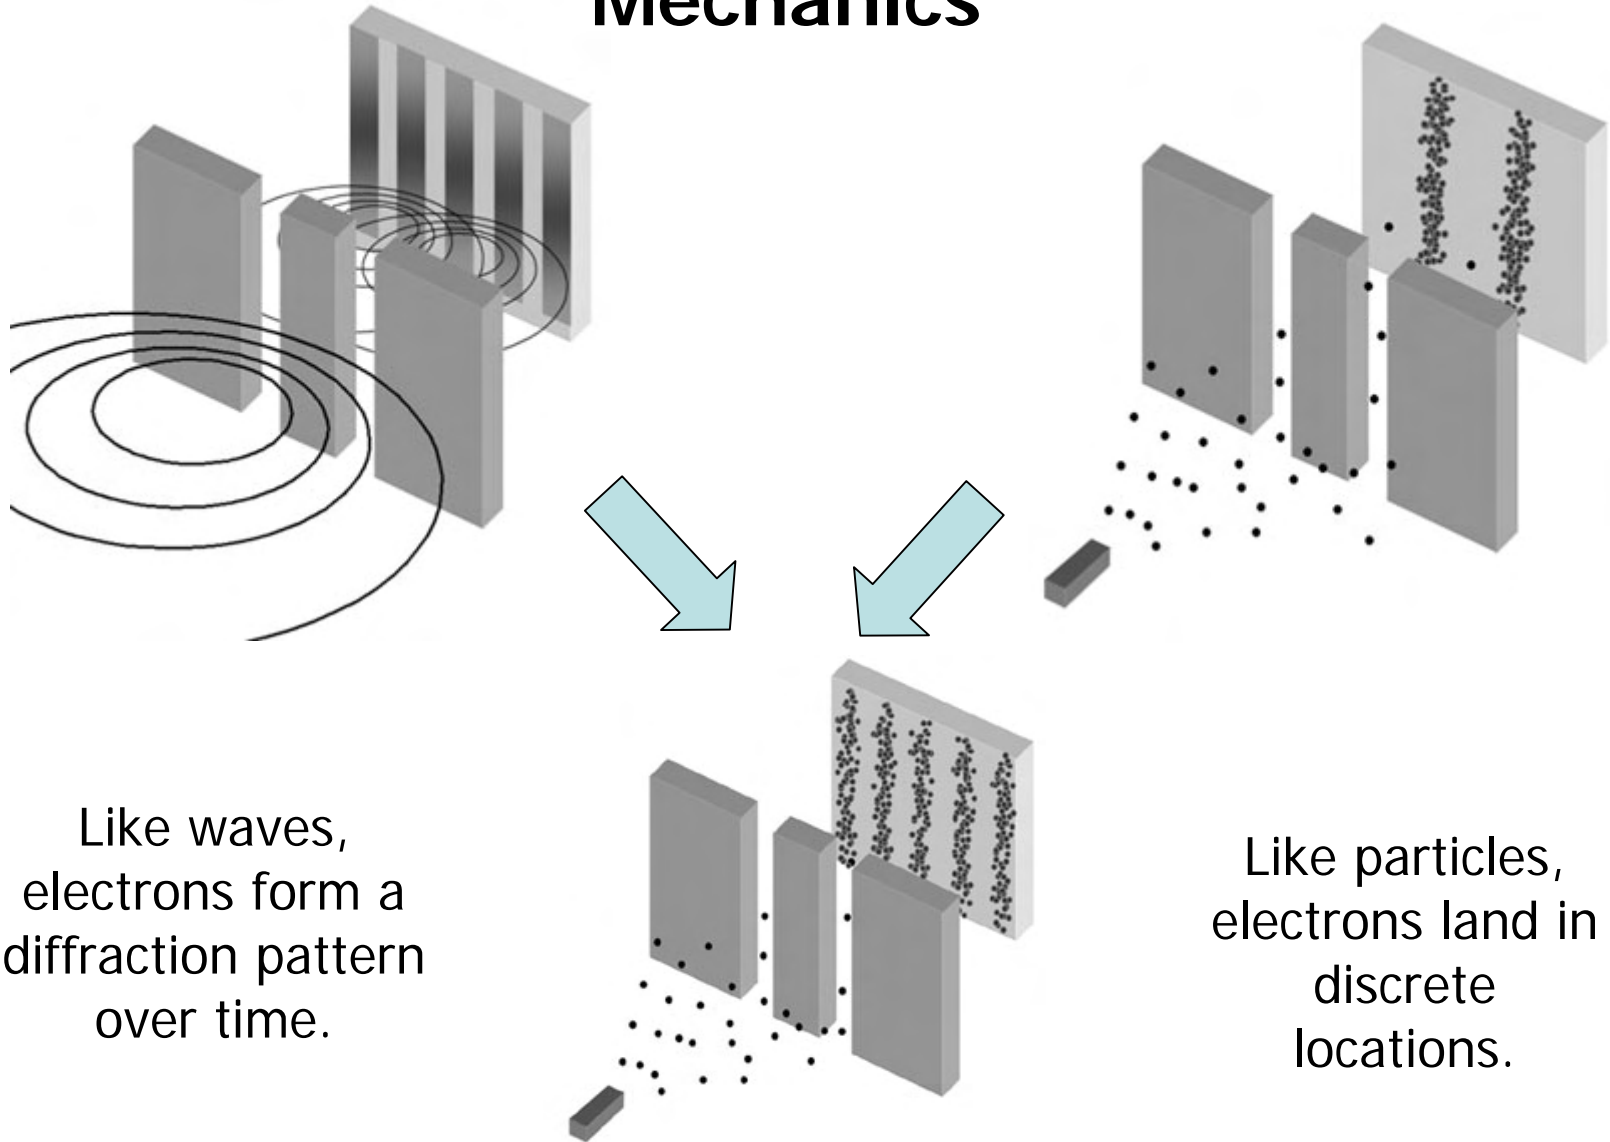 Mechanics
Like waves,
electrons form a
diffraction pattern
over time.
Like particles,
electrons land in
discrete
locations.